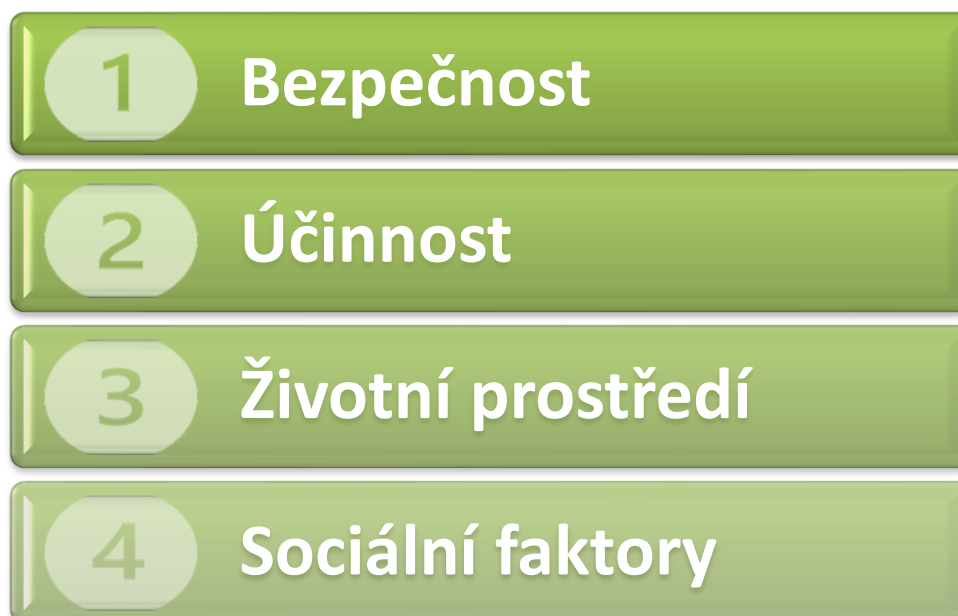 1 Bezpečnost
2 Účinnost
3 Životní prostředí
4 Sociální faktory